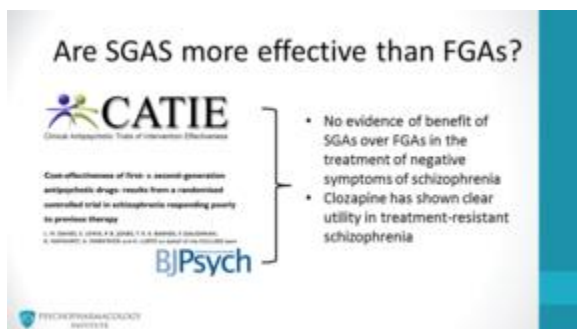 Are SGAS more effective than FGAs?
CATIE
Clinical Antipsychotic Trials of Intervention Effectiveness
Cost-effectiveness of first- v. second-generation
antipsychotic drugs: results from a randomised
controlled trial in schizophrenia responding poorly
to previous therapy
BJPsych
• No evidence of benefit of
SGAs over FGAs in the
treatment of negative
symptoms of schizophrenia
• Clozapine has shown clear
utility in treatment-resistant
schizophrenia
PSYCHOPHARMACOLOGY
INSTITUTE